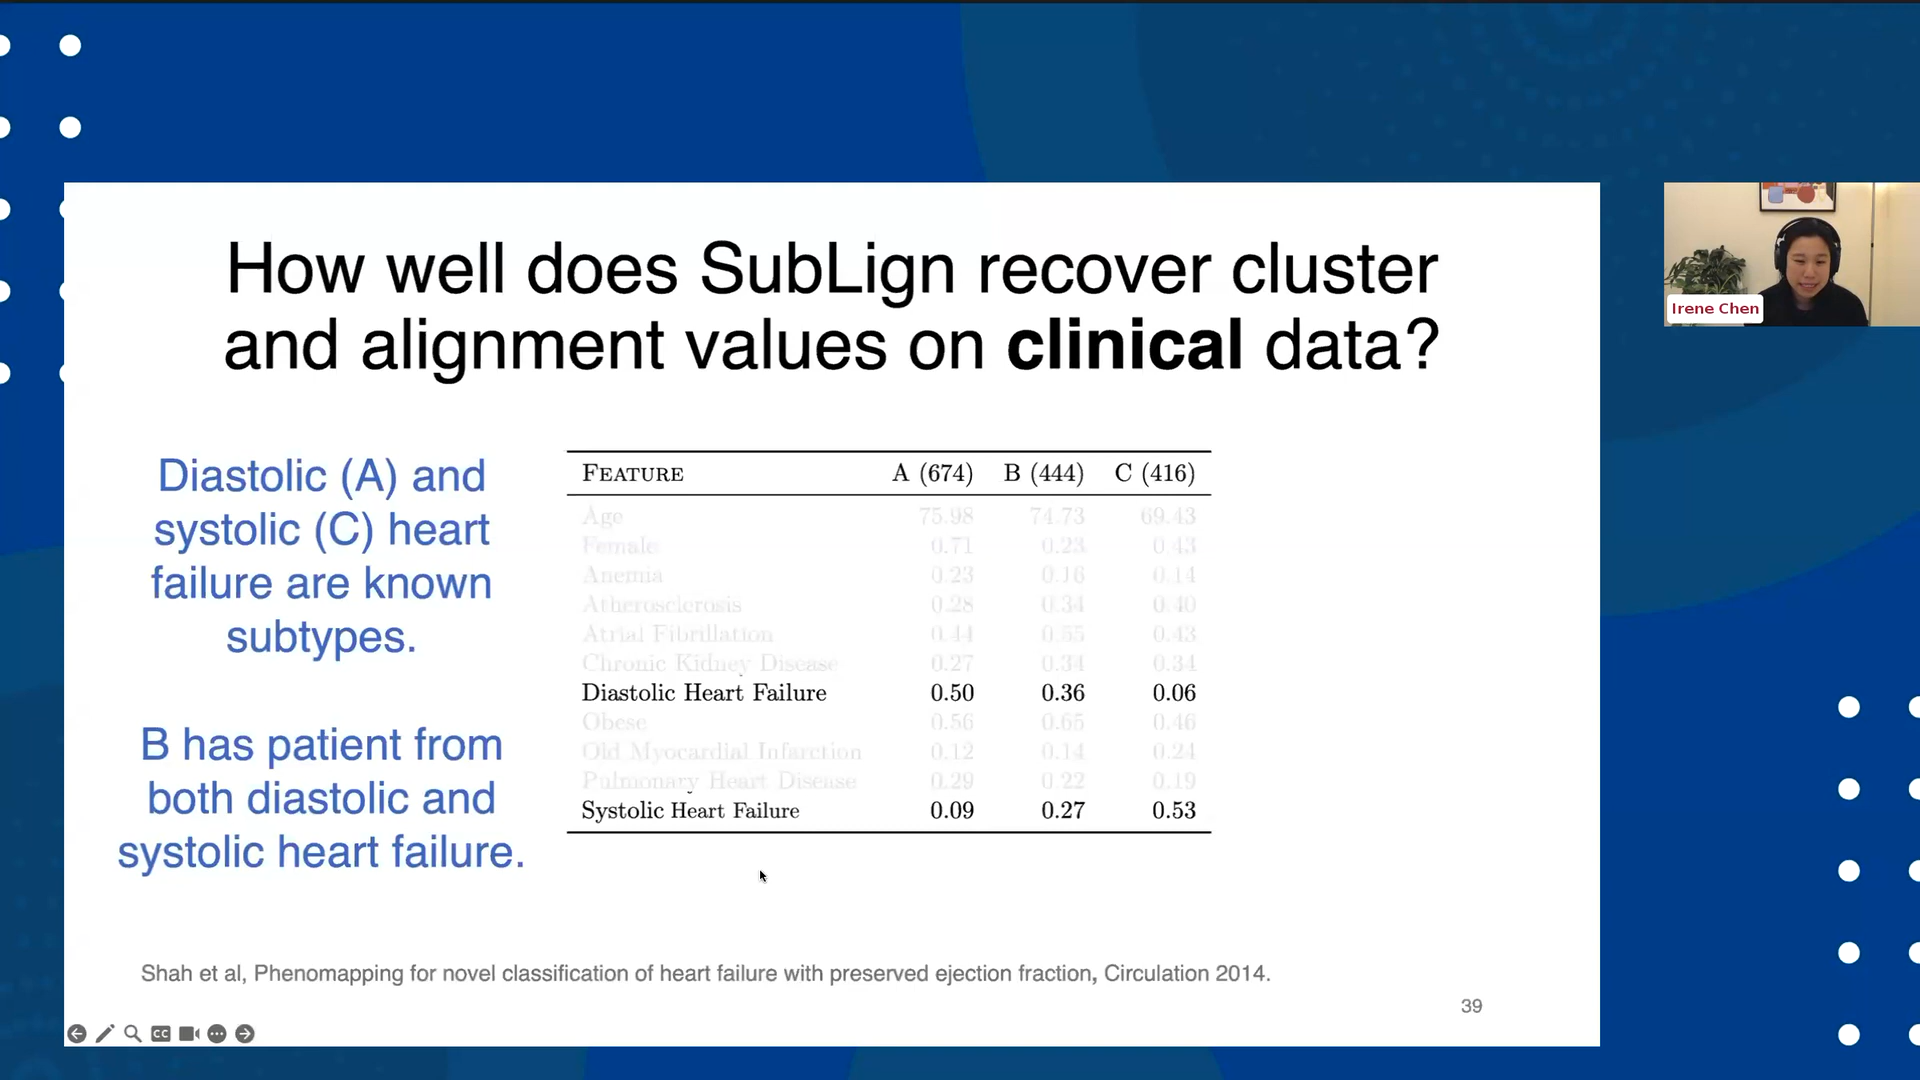 How well does SubLign recover cluster
and alignment values on clinical data?
Irene Chen
Diastolic (A) and
systolic (C) heart
failure are known
subtypes.
B has patient from
both diastolic and
systolic heart failure.
FEATURE A (674) B (444) C (416)
Age 75.98 74.73 69.43
Female 0.71 0.23 0.43
Anemia 0.23 0.16 0.14
Atherosclerosis 0.28 0.34 0.40
Atrial Fibrillation 0.44 0.55 0.43
Chronic Kidney Disease 0.27 0.34 0.34
Diastolic Heart Failure 0.50 0.36 0.06
Obese 0.56 0.65 0.46
Old Myocardial Infarction 0.12 0.14 0.24
Pulmonary Heart Disease 0.29 0.22 0.19
Systolic Heart Failure 0.09 0.27 0.53
Shah et al, Phenomapping for novel classification of heart failure with preserved ejection fraction, Circulation 2014.
39
CC